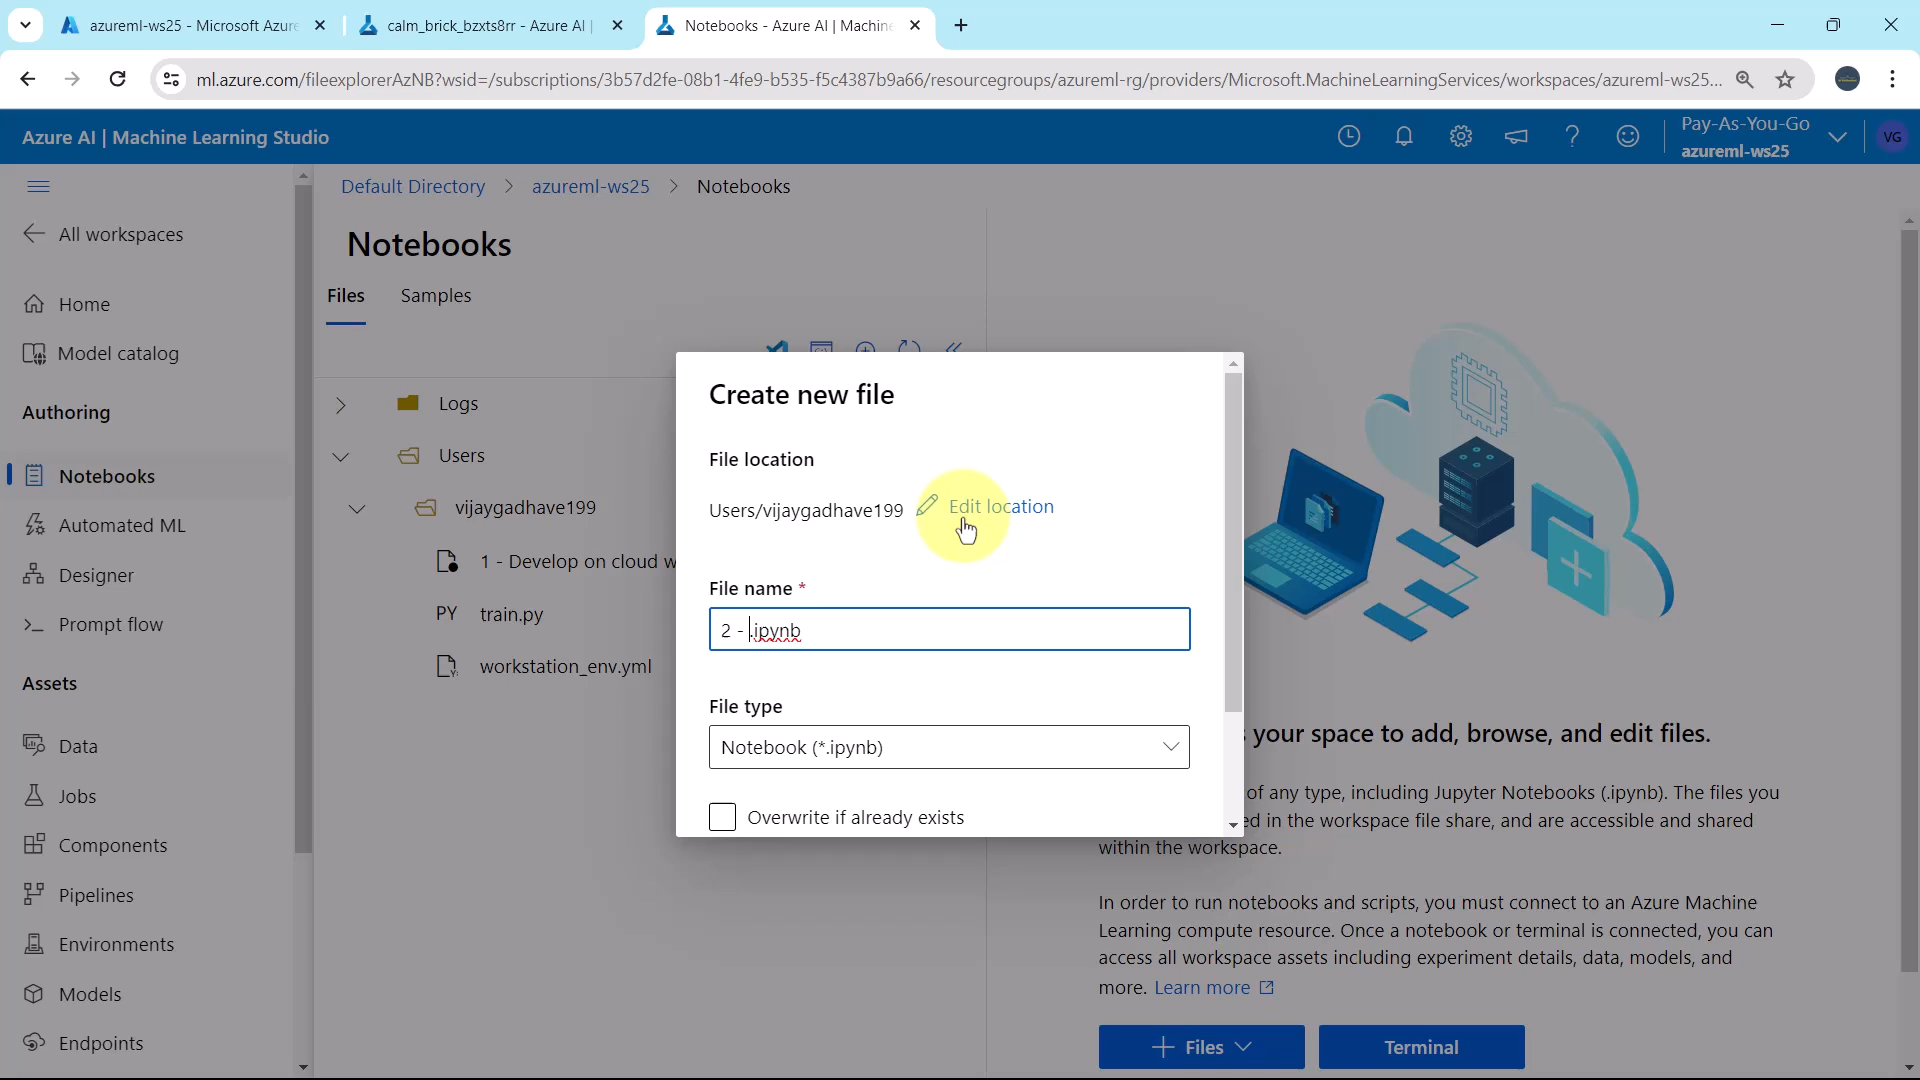 azureml-ws25 - Microsoft Azure
calm_brick_bzxts8rr - Azure AI |
Notebooks - Azure AI | Machine
ml.azure.com/fileexplorerAzNB?wsid=/subscriptions/3b57d2fe-08b1-4fe9-b535-f5c4387b9a66/resourcegroups/azureml-rg/providers/Microsoft.MachineLearningServices/workspaces/azureml-ws25...
Azure AI | Machine Learning Studio
Pay-As-You-Go
azureml-ws25
VG
All workspaces
Home
Model catalog
Authoring
Notebooks
Automated ML
Designer
Prompt flow
Assets
Data
Jobs
Components
Pipelines
Environments
Models
Endpoints
Default Directory > azureml-ws25 > Notebooks
Notebooks
Files Samples
Logs
Users
vijaygadhave199
1 - Develop on cloud
PY train.py
workstation_env.yml
Create new file
File location
Users/vijaygadhave199 Edit location
File name *
2 - .ipynb
File type
Notebook (*.ipynb)
Overwrite if already exists
your space to add, browse, and edit files.
of any type, including Jupyter Notebooks (.ipynb). The files you
in the workspace file share, and are accessible and shared
within the workspace.
In order to run notebooks and scripts, you must connect to an Azure Machine
Learning compute resource. Once a notebook or terminal is connected, you can
access all workspace assets including experiment details, data, models, and
more. Learn more
Files
Terminal